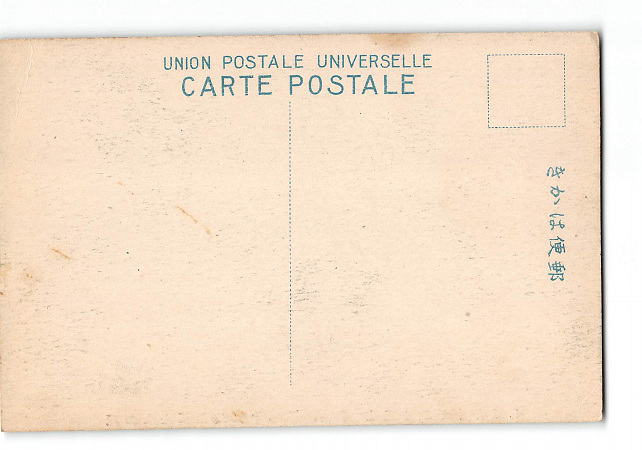 UNION POSTALE UNIVERSELLE
CARTE POSTALE
郵便はかき